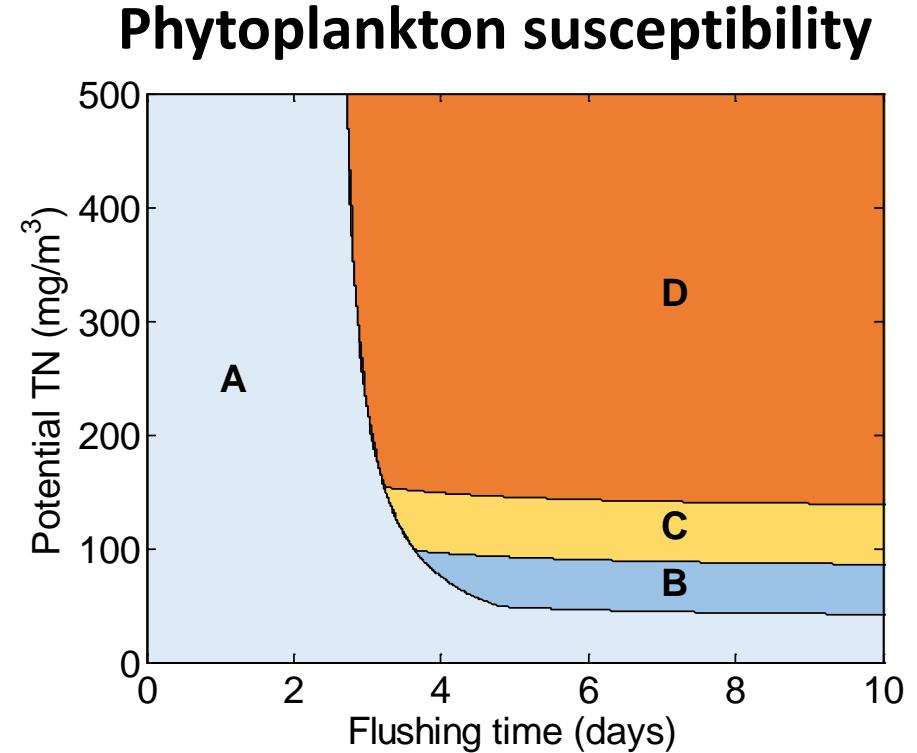 Phytoplankton susceptibility
500
400
300
200
100
0
Potential TN (mg/m³)
A
D
C
B
0 2 4 6 8 10
Flushing time (days)